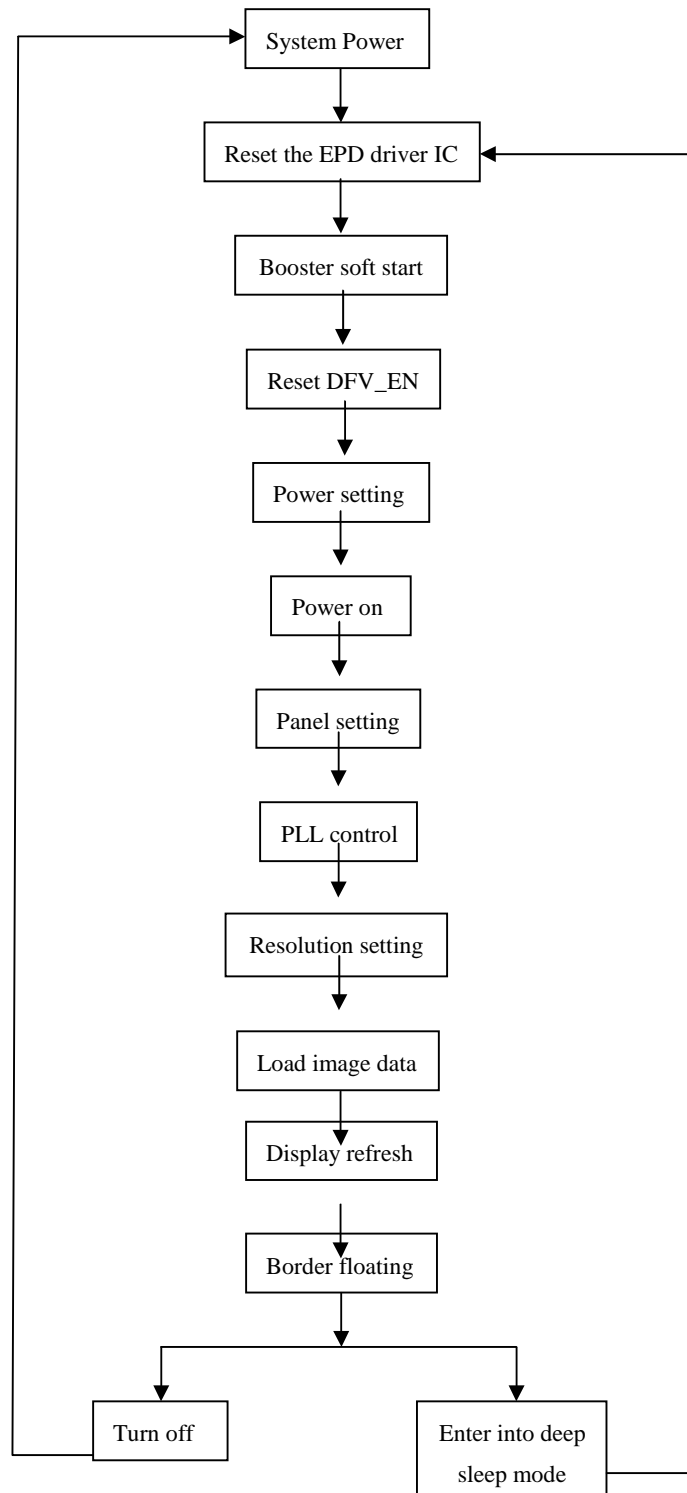 System Power
Reset the EPD driver IC
Booster soft start
Reset DFV_EN
Power setting
Power on
Panel setting
PLL control
Resolution setting
Load image data
Display refresh
Border floating
Turn off
Enter into deep
sleep mode